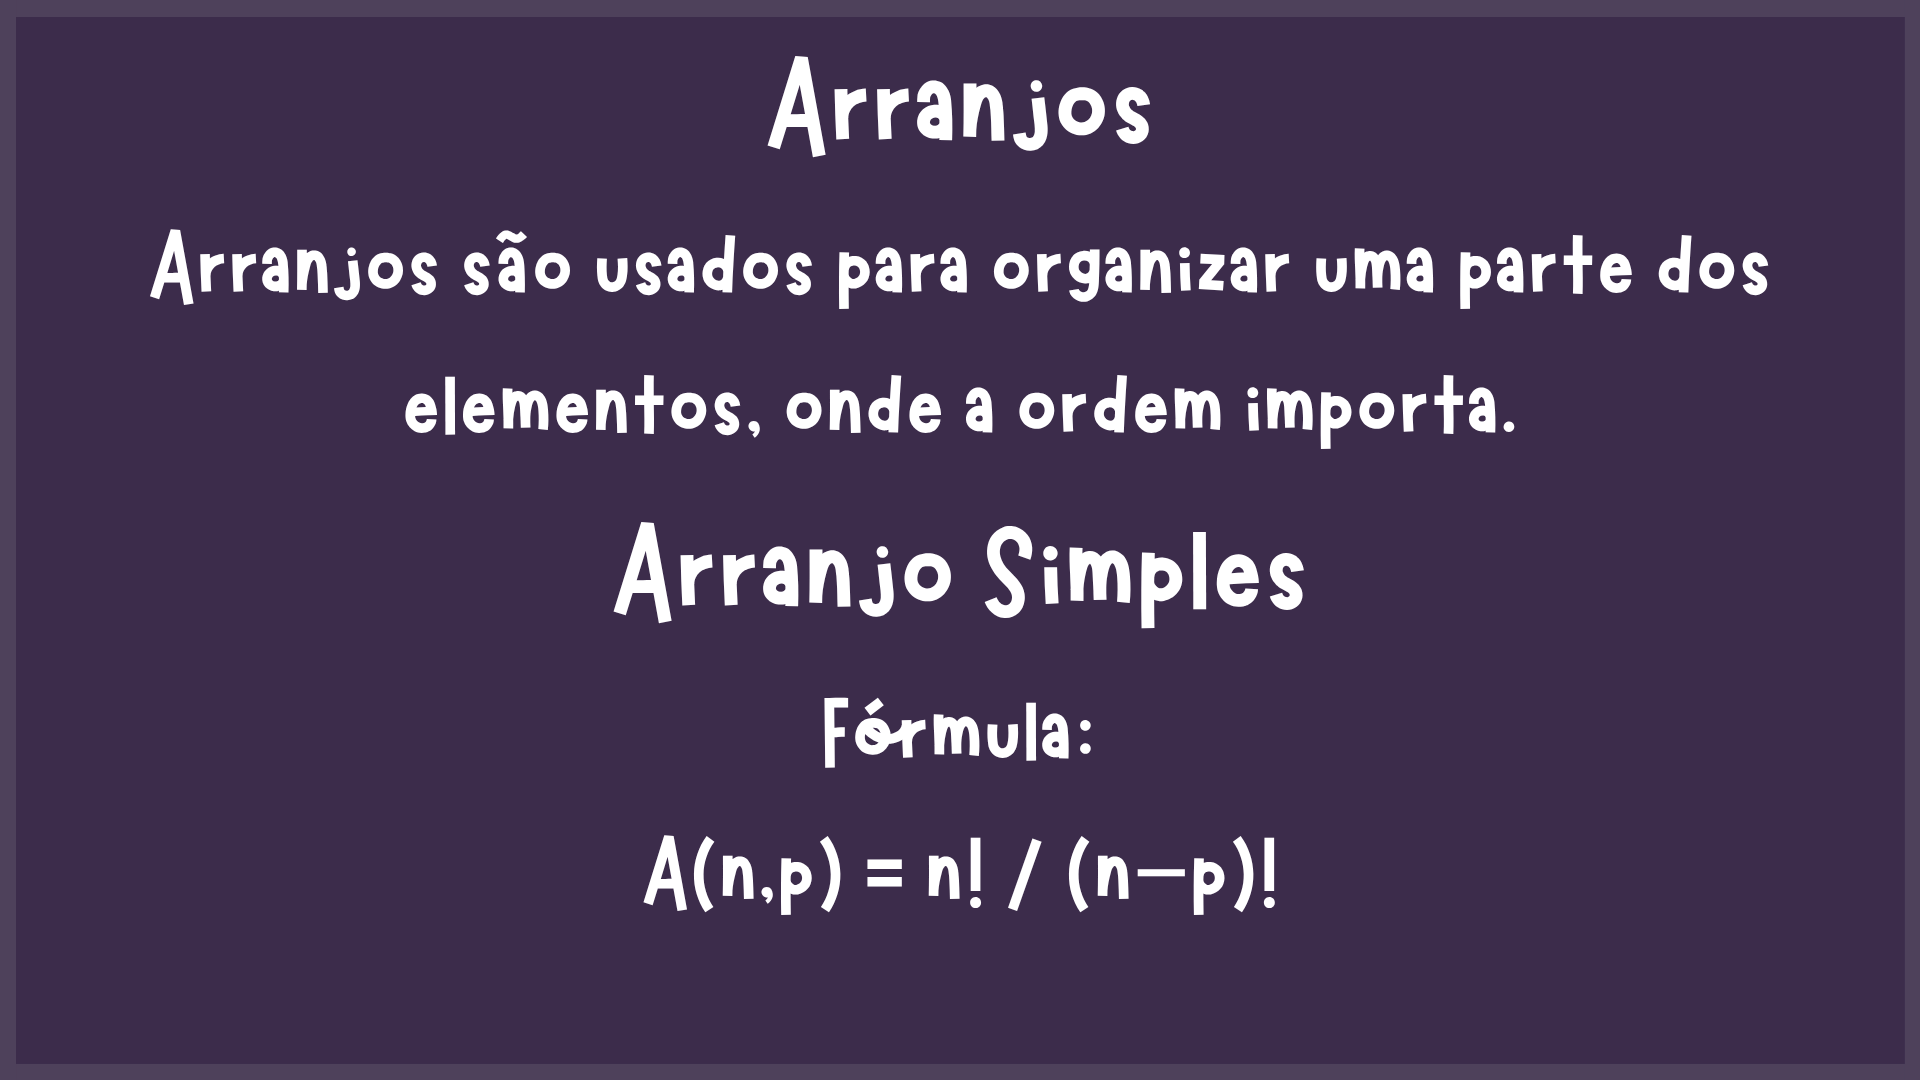 Arranjos
Arranjos são usados para organizar uma parte dos
elementos, onde a ordem importa.
Arranjo Simples
Fórmula:
A(n,p) = n! / (n−p)!